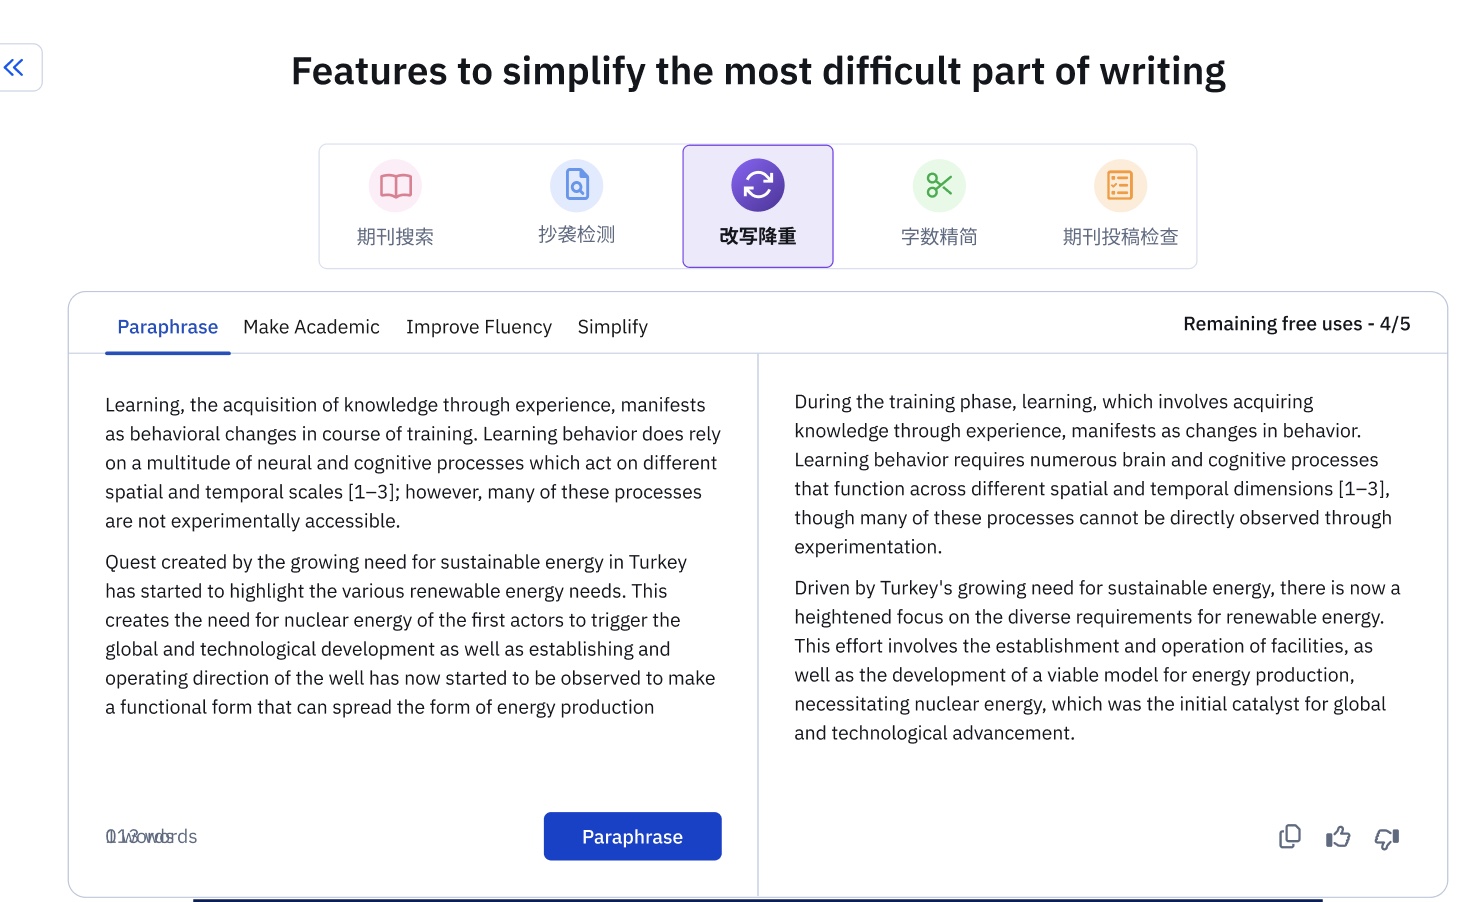 Features to simplify the most difficult part of writing
期刊搜索
抄袭检测
改写降重
字数精简
期刊投稿检查
Paraphrase
Make Academic
Improve Fluency
Simplify
Remaining free uses - 4/5
Learning, the acquisition of knowledge through experience, manifests
as behavioral changes in course of training. Learning behavior does rely
on a multitude of neural and cognitive processes which act on different
spatial and temporal scales [1–3]; however, many of these processes
are not experimentally accessible.
Quest created by the growing need for sustainable energy in Turkey
has started to highlight the various renewable energy needs. This
creates the need for nuclear energy of the first actors to trigger the
global and technological development as well as establishing and
operating direction of the well has now started to be observed to make
a functional form that can spread the form of energy production
Paraphrase
During the training phase, learning, which involves acquiring
knowledge through experience, manifests as changes in behavior.
Learning behavior requires numerous brain and cognitive processes
that function across different spatial and temporal dimensions [1–3],
though many of these processes cannot be directly observed through
experimentation.
Driven by Turkey's growing need for sustainable energy, there is now a
heightened focus on the diverse requirements for renewable energy.
This effort involves the establishment and operation of facilities, as
well as the development of a viable model for energy production,
necessitating nuclear energy, which was the initial catalyst for global
and technological advancement.